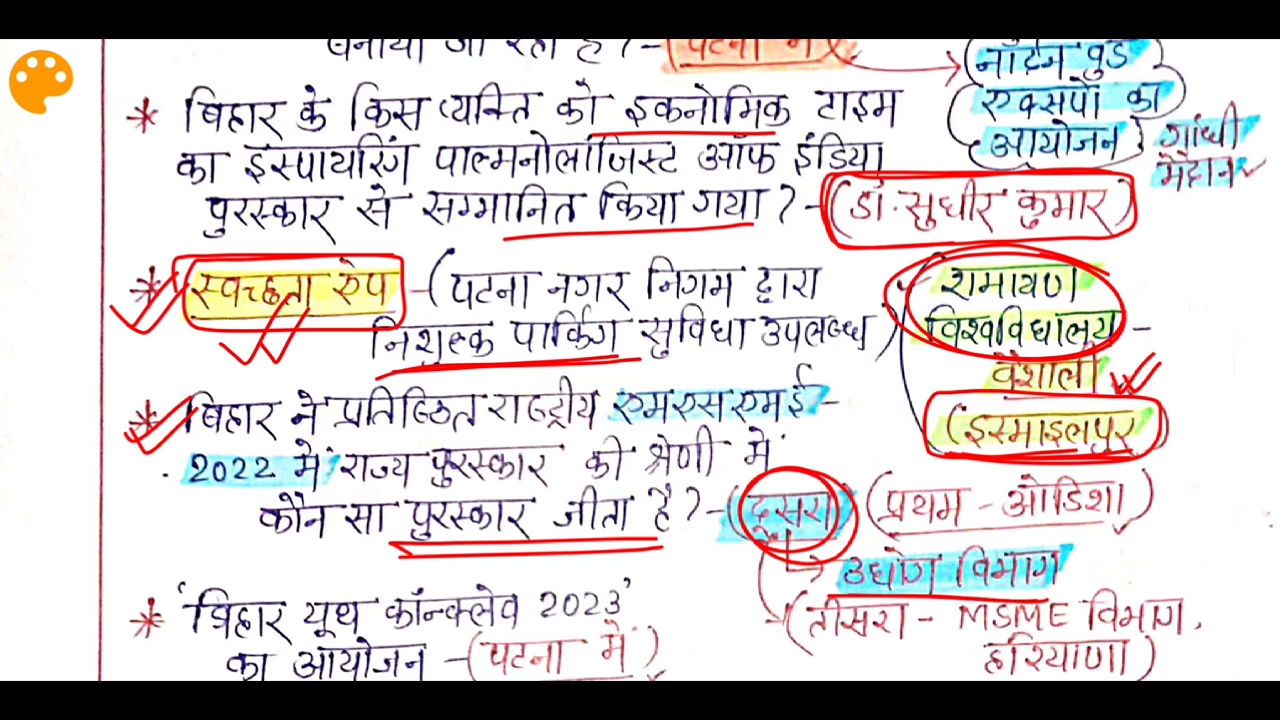 बनाया जा रहा है ? - (पटना में
नॉर्दन वुड
एक्सपो का
आयोजन) गांधी
मैदान
* बिहार के किस व्यक्ति को इकनोमिक टाइम
का इंस्पायरिंग पाल्मनोलॉजिस्ट ऑफ इंडिया
पुरस्कार से सम्मानित किया गया ? - (डॉ. सुधीर कुमार)
* स्वच्छता रुप - (पटना नगर निगम द्वारा
निशुल्क पार्किंग सुविधा उपलब्ध)
रामायण
विश्वविधालय -
वैशाली
(इस्माइलपुर)
* बिहार ने प्रतिष्ठित राष्ट्रीय एमएसएमई -
2022 में राज्य पुरस्कार की श्रेणी में
कौन सा पुरस्कार जीता है ? - (दूसरा) (प्रथम - ओडिशा)
उधोग विभाग
(तीसरा - MSME विभाग,
हरियाणा)
* 'बिहार यूथ कॉन्क्लेव 2023'
का आयोजन - (पटना में)